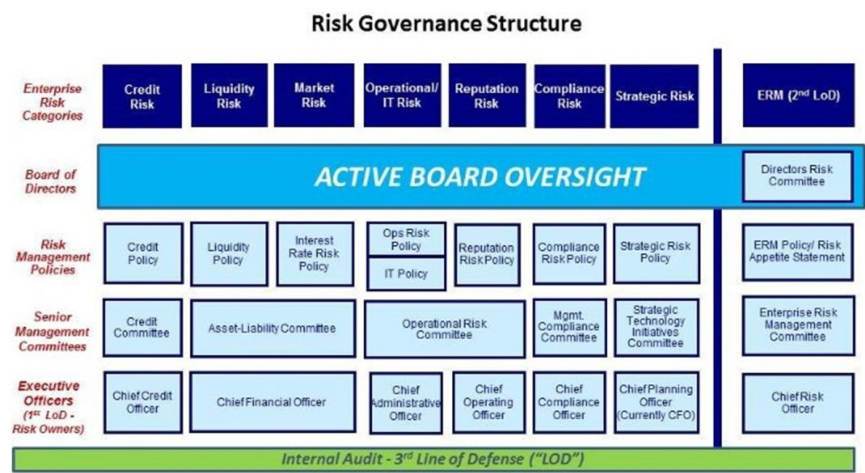 Risk Governance Structure
Enterprise
Risk
Categories
Credit
Risk
Liquidity
Risk
Market
Risk
Operational/
IT Risk
Reputation
Risk
Compliance
Risk
Strategic Risk
ERM (2nd LoD)
Board of
Directors
ACTIVE BOARD OVERSIGHT
Directors Risk
Committee
Risk
Management
Policies
Credit
Policy
Liquidity
Policy
Interest
Rate Risk
Policy
Ops Risk
Policy
IT Policy
Reputation
Risk Policy
Compliance
Risk Policy
Strategic Risk
Policy
ERM Policy/ Risk
Appetite Statement
Senior
Management
Committees
Credit
Committee
Asset-Liability Committee
Operational Risk
Committee
Mgmt.
Compliance
Committee
Strategic
Technology
Initiatives
Committee
Enterprise Risk
Management
Committee
Executive
Officers
(1st LoD -
Risk Owners)
Chief Credit
Officer
Chief Financial Officer
Chief
Administrative
Officer
Chief
Operating
Officer
Chief
Compliance
Officer
Chief Planning
Officer
(Currently CFO)
Chief Risk
Officer
Internal Audit - 3rd Line of Defense ("LOD")